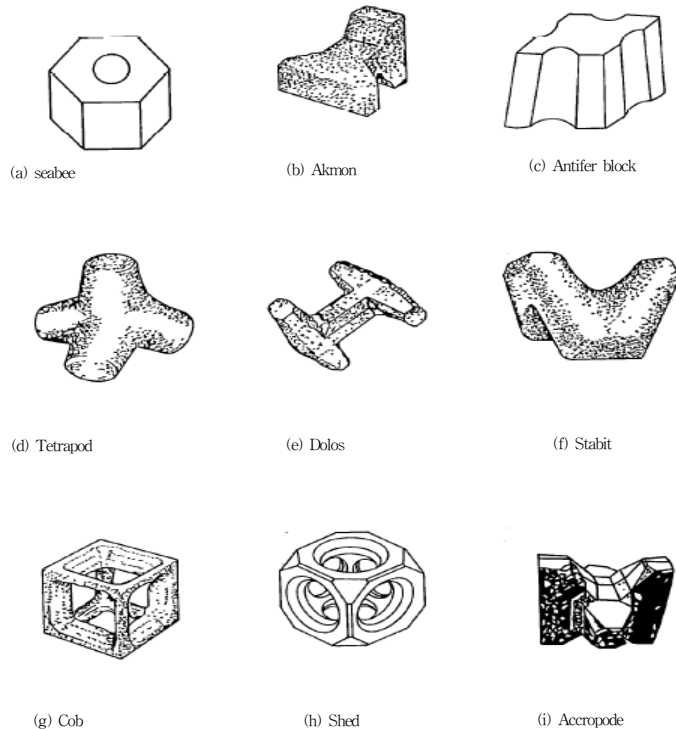 (a) seabee
(b) Akmon
(c) Antifer block
(d) Tetrapod
(e) Dolos
(f) Stabit
(g) Cob
(h) Shed
(i) Accropode